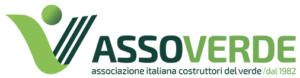 ASSOVERDE
associazione italiana costruttori del verde /dal 1982